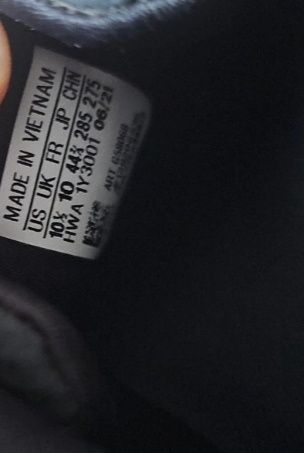 MADE IN VIETNAM
US UK FR JP CHN
10½ 10 44⅔ 285 275
HWA 1Y3001 06/21
ART